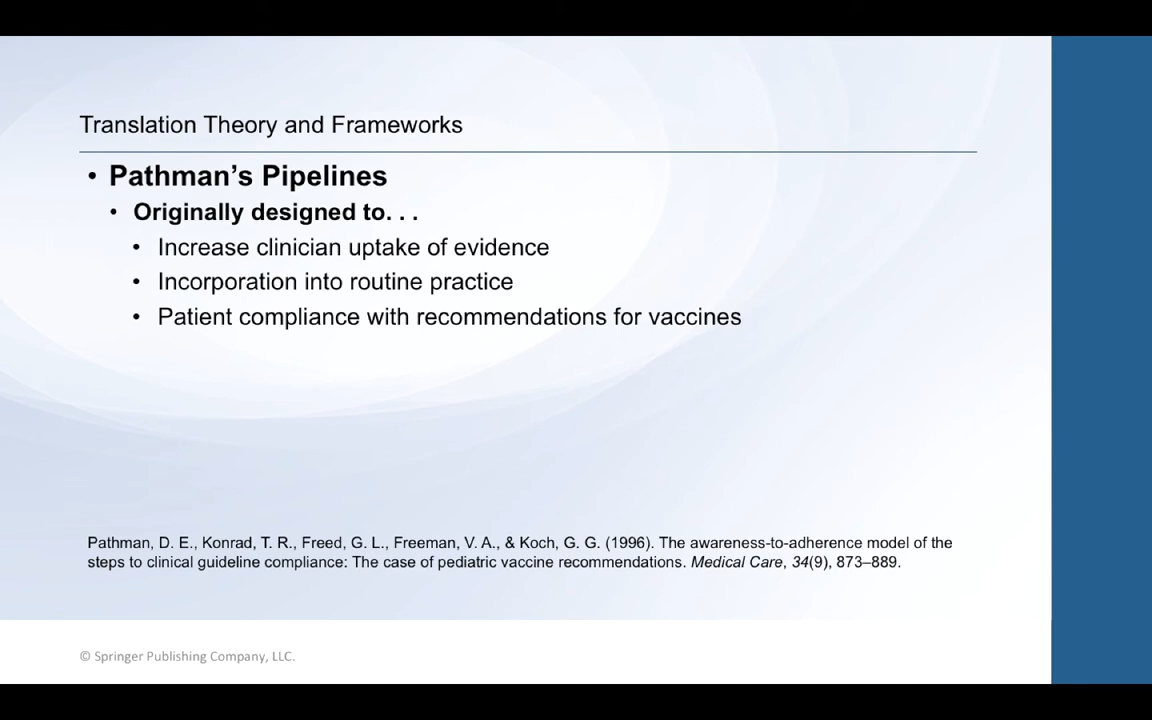 Translation Theory and Frameworks
• Pathman’s Pipelines
• Originally designed to. . .
• Increase clinician uptake of evidence
• Incorporation into routine practice
• Patient compliance with recommendations for vaccines
Pathman, D. E., Konrad, T. R., Freed, G. L., Freeman, V. A., & Koch, G. G. (1996). The awareness-to-adherence model of the
steps to clinical guideline compliance: The case of pediatric vaccine recommendations. Medical Care, 34(9), 873–889.
© Springer Publishing Company, LLC.